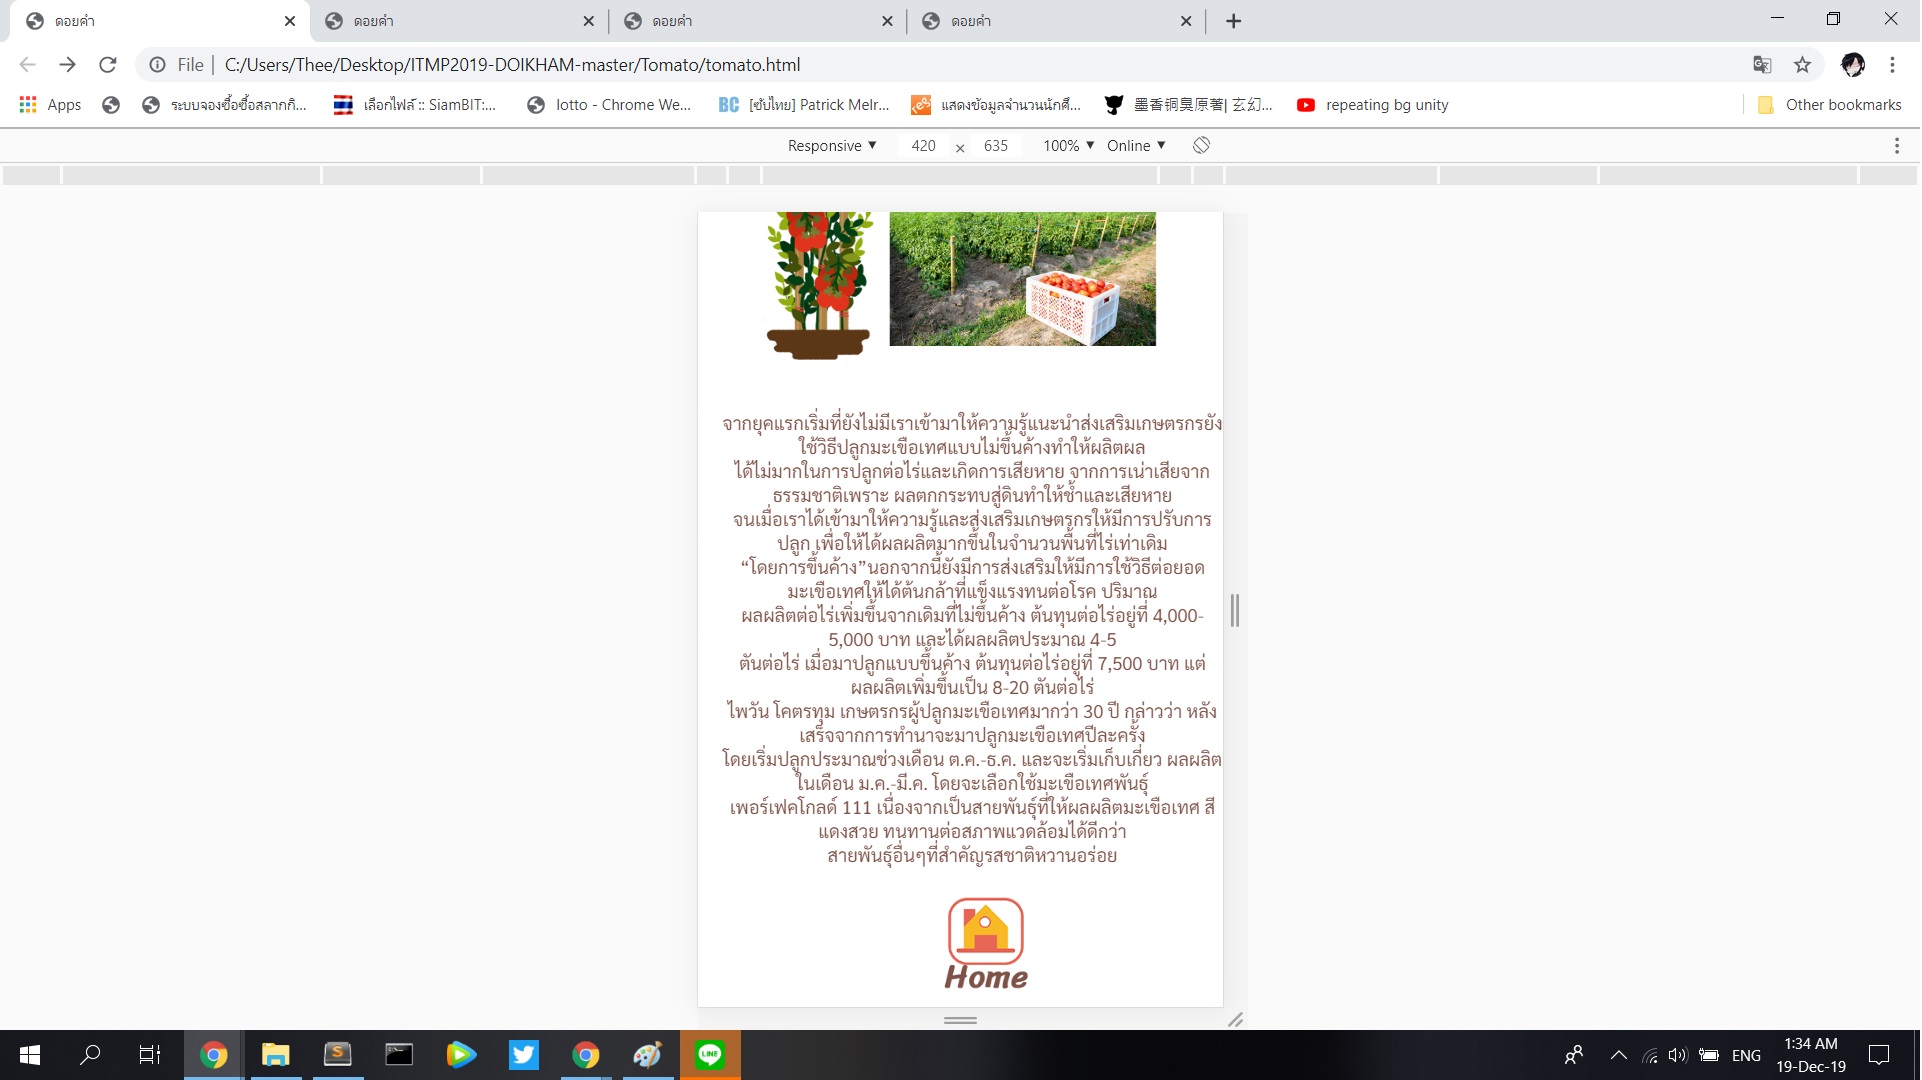 ดอยคำ
ดอยคำ
ดอยคำ
ดอยคำ
File
C:/Users/Thee/Desktop/ITMP2019-DOIKHAM-master/Tomato/tomato.html
Apps
ระบบจองซื้อซื้อสลากกิ...
เลือกไฟล์ :: SiamBIT:...
lotto - Chrome We...
BC
[ซับไทย] Patrick Melr...
reg
แสดงข้อมูลจำนวนนักศึ...
墨香铜臭原著| 玄幻...
repeating bg unity
Other bookmarks
Responsive
420 × 635
100%
Online
จากยุคแรกเริ่มที่ยังไม่มีเราเข้ามาให้ความรู้แนะนำส่งเสริมเกษตรกรยัง
ใช้วิธีปลูกมะเขือเทศแบบไม่ขึ้นค้างทำให้ผลิตผล
ได้ไม่มากในการปลูกต่อไร่และเกิดการเสียหาย จากการเน่าเสียจาก
ธรรมชาติเพราะ ผลตกกระทบสู่ดินทำให้ช้ำและเสียหาย
จนเมื่อเราได้เข้ามาให้ความรู้และส่งเสริมเกษตรกรให้มีการปรับการ
ปลูก เพื่อให้ได้ผลผลิตมากขึ้นในจำนวนพื้นที่ไร่เท่าเดิม
“โดยการขึ้นค้าง”นอกจากนี้ยังมีการส่งเสริมให้มีการใช้วิธีต่อยอด
มะเขือเทศให้ได้ต้นกล้าที่แข็งแรงทนต่อโรค ปริมาณ
ผลผลิตต่อไร่เพิ่มขึ้นจากเดิมที่ไม่ขึ้นค้าง ต้นทุนต่อไร่อยู่ที่ 4,000-
5,000 บาท และได้ผลผลิตประมาณ 4-5
ตันต่อไร่ เมื่อมาปลูกแบบขึ้นค้าง ต้นทุนต่อไร่อยู่ที่ 7,500 บาท แต่
ผลผลิตเพิ่มขึ้นเป็น 8-20 ตันต่อไร่
ไพวัน โคตรทุม เกษตรกรผู้ปลูกมะเขือเทศมากว่า 30 ปี กล่าวว่า หลัง
เสร็จจากการทำนาจะมาปลูกมะเขือเทศปีละครั้ง
โดยเริ่มปลูกประมาณช่วงเดือน ต.ค.-ธ.ค. และจะเริ่มเก็บเกี่ยว ผลผลิต
ในเดือน ม.ค.-มี.ค. โดยจะเลือกใช้มะเขือเทศพันธุ์
เพอร์เฟคโกลด์ 111 เนื่องจากเป็นสายพันธุ์ที่ให้ผลผลิตมะเขือเทศ สี
แดงสวย ทนทานต่อสภาพแวดล้อมได้ดีกว่า
สายพันธุ์อื่นๆที่สำคัญรสชาติหวานอร่อย
Home
LINE
ENG
1:34 AM
19-Dec-19